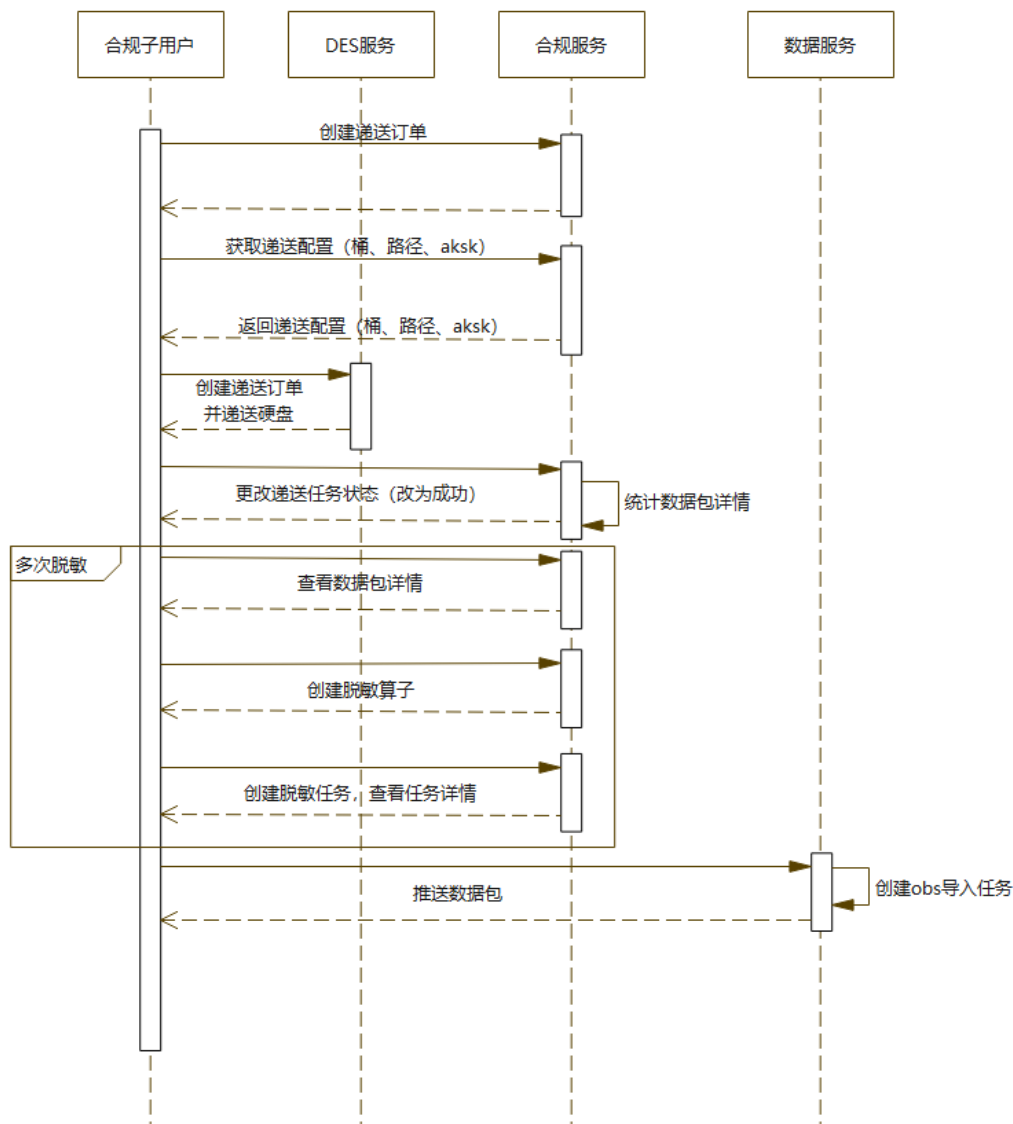 合规子用户
DES服务
合规服务
数据服务
创建递送订单
获取递送配置（桶、路径、aksk）
返回递送配置（桶、路径、aksk）
创建递送订单
并递送硬盘
更改递送任务状态（改为成功）
统计数据包详情
多次脱敏
查看数据包详情
创建脱敏算子
创建脱敏任务，查看任务详情
创建obs导入任务
推送数据包